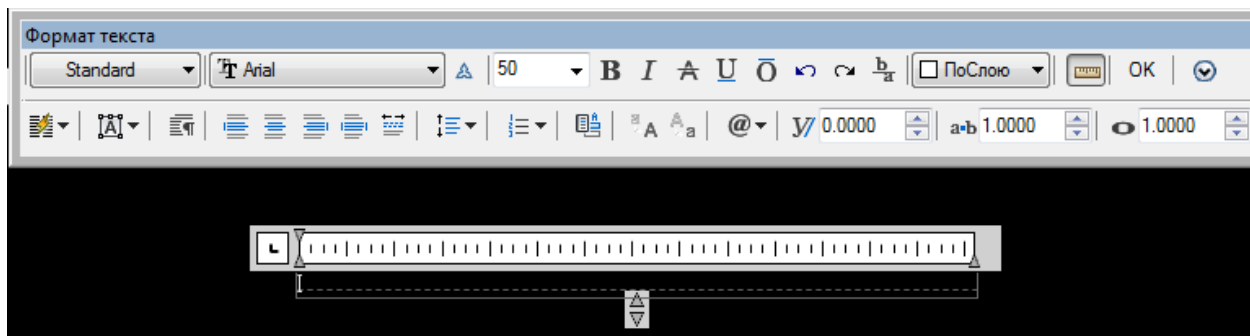 Формат текста
Standard Arial 50 B I A U O b/a ПоСлою OK
A @ 0.0000 a•b 1.0000 o 1.0000